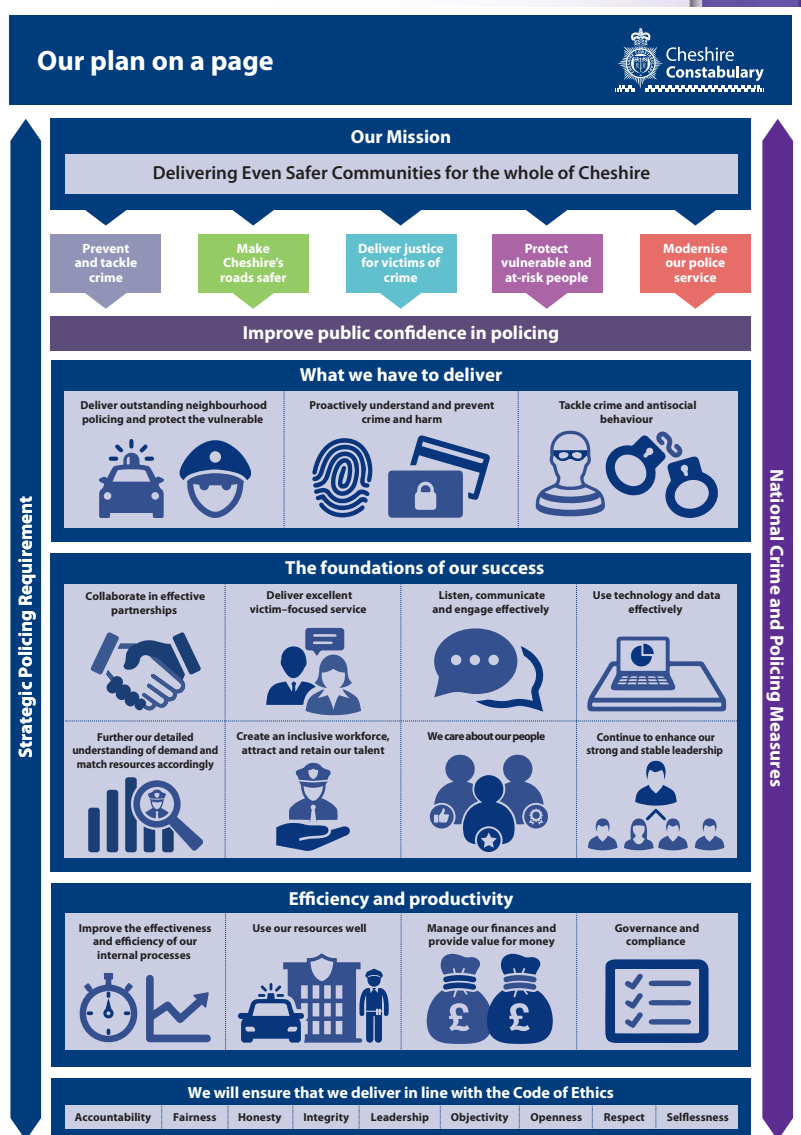 Our plan on a page
Cheshire
Constabulary
Our Mission
Delivering Even Safer Communities for the whole of Cheshire
Prevent
and tackle
crime
Make
Cheshire's
roads safer
Deliver justice
for victims of
crime
Protect
vulnerable and
at-risk people
Modernise
our police
service
Improve public confidence in policing
What we have to deliver
Deliver outstanding neighbourhood
policing and protect the vulnerable
Proactively understand and prevent
crime and harm
Tackle crime and antisocial
behaviour
The foundations of our success
Collaborate in effective
partnerships
Deliver excellent
victim–focused service
Listen, communicate
and engage effectively
Use technology and data
effectively
Further our detailed
understanding of demand and
match resources accordingly
Create an inclusive workforce,
attract and retain our talent
We care about our people
Continue to enhance our
strong and stable leadership
Efficiency and productivity
Improve the effectiveness
and efficiency of our
internal processes
Use our resources well
Manage our finances and
provide value for money
£ £
Governance and
compliance
We will ensure that we deliver in line with the Code of Ethics
Accountability Fairness Honesty Integrity Leadership Objectivity Openness Respect Selflessness
Strategic Policing Requirement
National Crime and Policing Measures